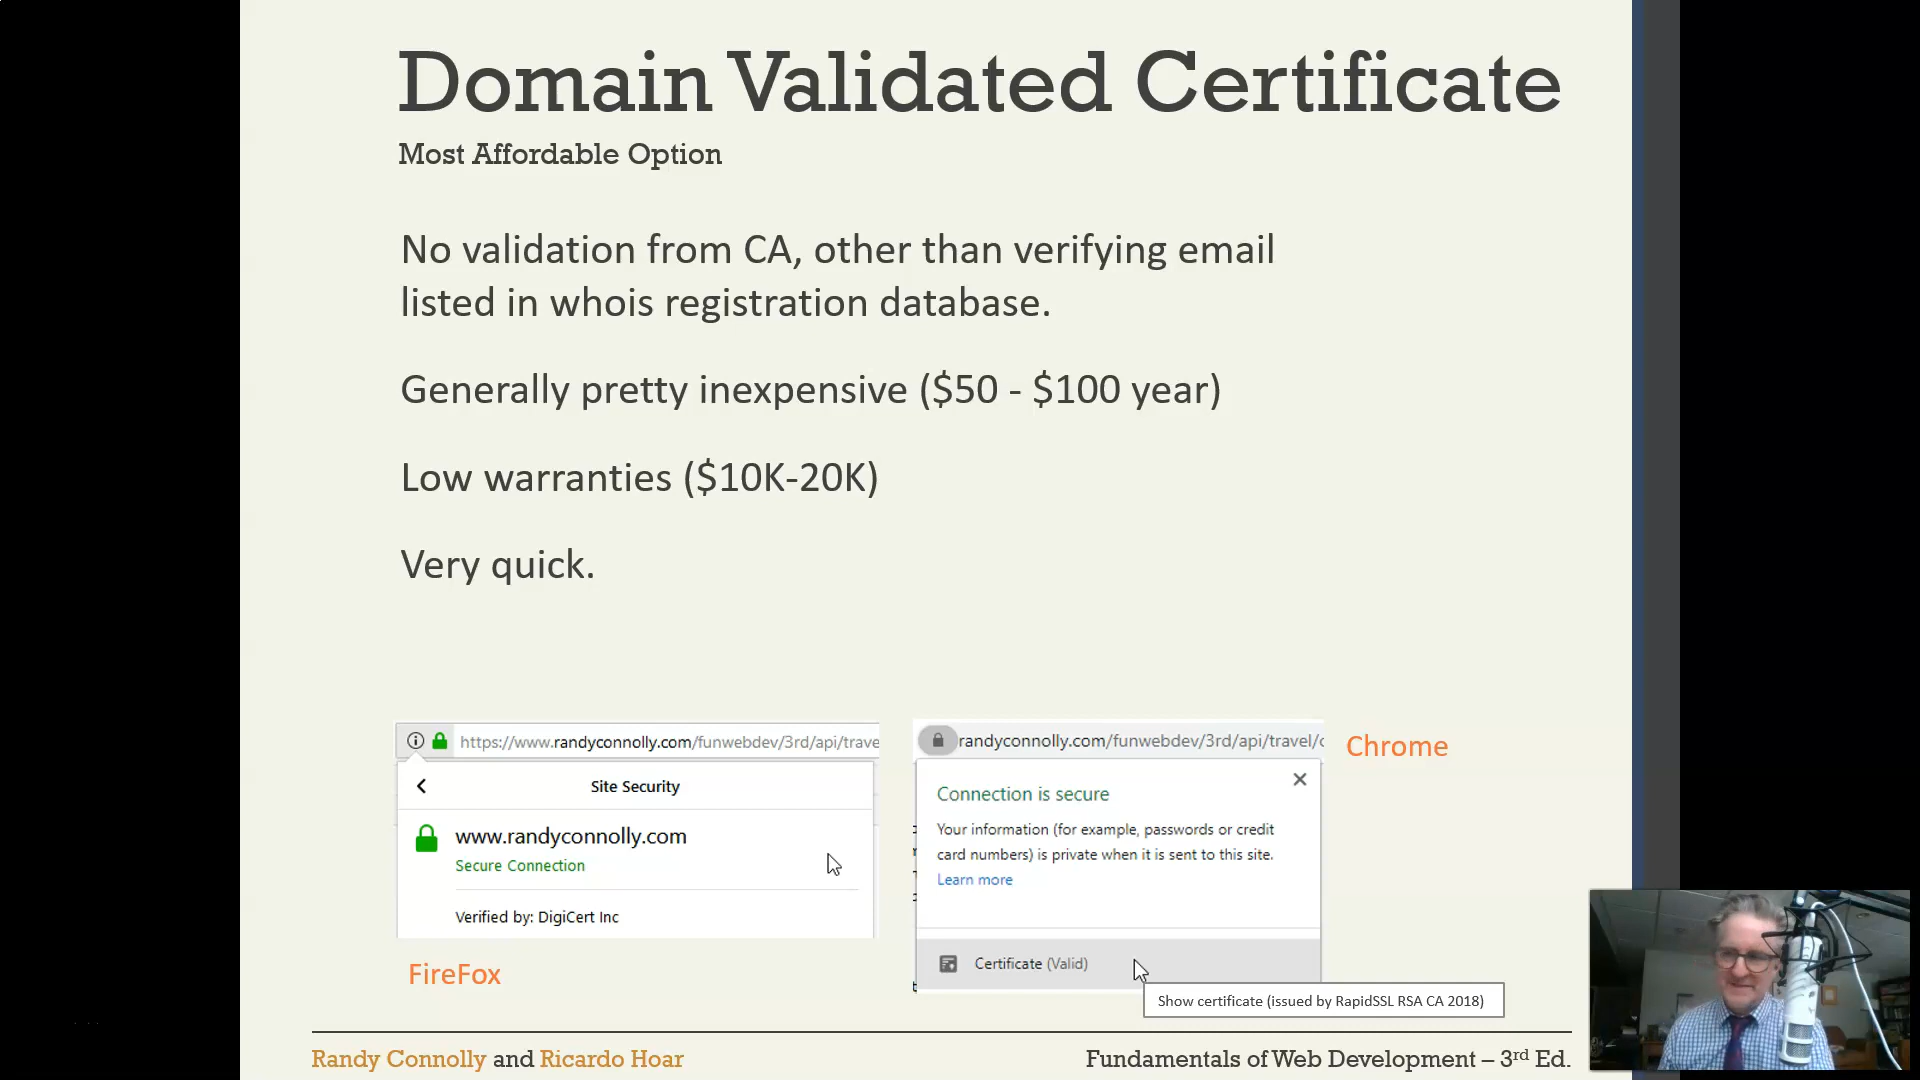 Domain Validated Certificate
Most Affordable Option
No validation from CA, other than verifying email
listed in whois registration database.
Generally pretty inexpensive ($50 - $100 year)
Low warranties ($10K-20K)
Very quick.
https://www.randyconnolly.com/funwebdev/3rd/api/trave
Site Security
www.randyconnolly.com
Secure Connection
Verified by: DigiCert Inc
FireFox
randyconnolly.com/funwebdev/3rd/api/travel/c
Chrome
Connection is secure
Your information (for example, passwords or credit
card numbers) is private when it is sent to this site.
Learn more
Certificate (Valid)
Show certificate (issued by RapidSSL RSA CA 2018)
Randy Connolly and Ricardo Hoar
Fundamentals of Web Development – 3rd Ed.